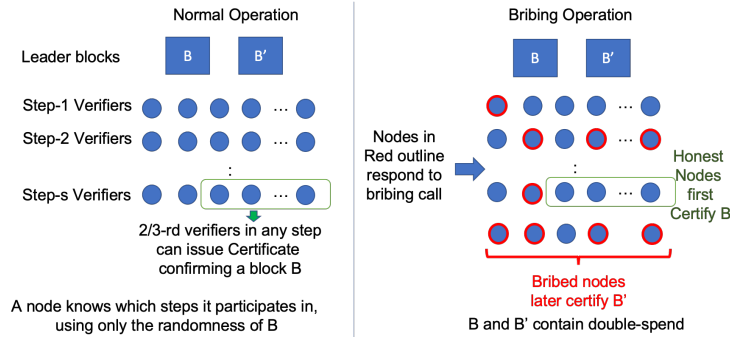 Normal Operation
Leader blocks
B
B′
Step-1 Verifiers
...
Step-2 Verifiers
...
:
Step-s Verifiers
...
2/3-rd verifiers in any step
can issue Certificate
confirming a block B
A node knows which steps it participates in,
using only the randomness of B
Bribing Operation
B
B′
...
Nodes in
Red outline
respond to
bribing call
...
:
...
Honest
Nodes
first
Certify B
...
Bribed nodes
later certify B’
B and B’ contain double-spend